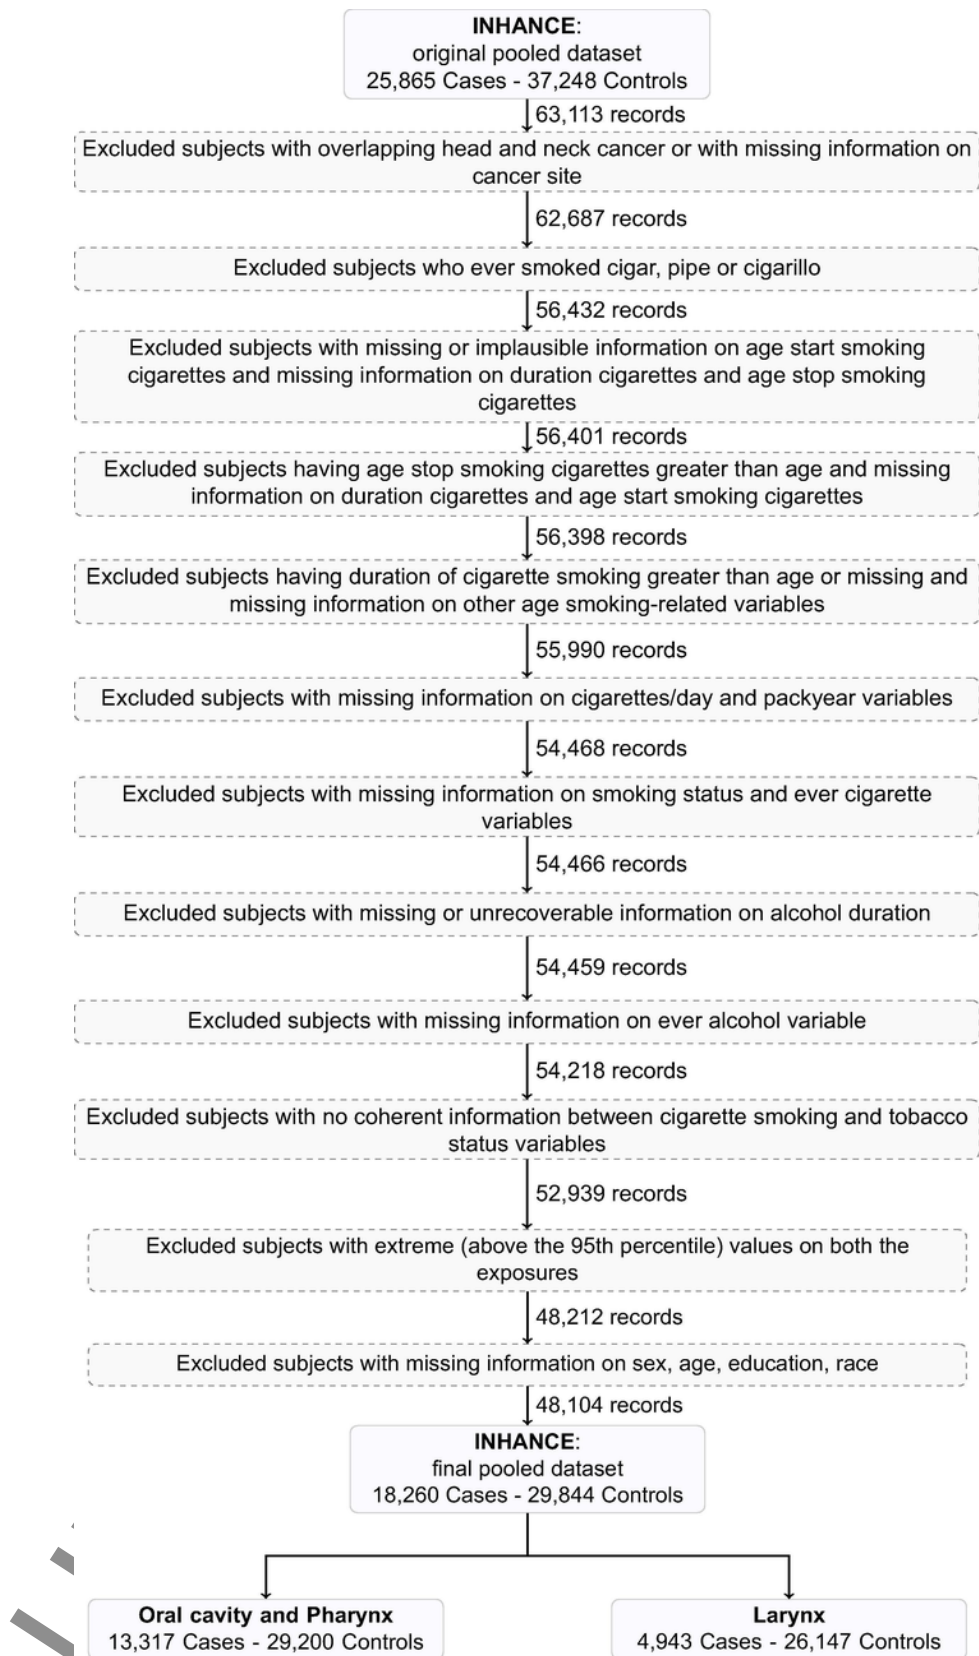 INHANCE:
original pooled dataset
25,865 Cases - 37,248 Controls
63,113 records
Excluded subjects with overlapping head and neck cancer or with missing information on
cancer site
62,687 records
Excluded subjects who ever smoked cigar, pipe or cigarillo
56,432 records
Excluded subjects with missing or implausible information on age start smoking
cigarettes and missing information on duration cigarettes and age stop smoking
cigarettes
56,401 records
Excluded subjects having age stop smoking cigarettes greater than age and missing
information on duration cigarettes and age start smoking cigarettes
56,398 records
Excluded subjects having duration of cigarette smoking greater than age or missing and
missing information on other age smoking-related variables
55,990 records
Excluded subjects with missing information on cigarettes/day and packyear variables
54,468 records
Excluded subjects with missing information on smoking status and ever cigarette
variables
54,466 records
Excluded subjects with missing or unrecoverable information on alcohol duration
54,459 records
Excluded subjects with missing information on ever alcohol variable
54,218 records
Excluded subjects with no coherent information between cigarette smoking and tobacco
status variables
52,939 records
Excluded subjects with extreme (above the 95th percentile) values on both the
exposures
48,212 records
Excluded subjects with missing information on sex, age, education, race
48,104 records
INHANCE:
final pooled dataset
18,260 Cases - 29,844 Controls
Oral cavity and Pharynx
13,317 Cases - 29,200 Controls
Larynx
4,943 Cases - 26,147 Controls